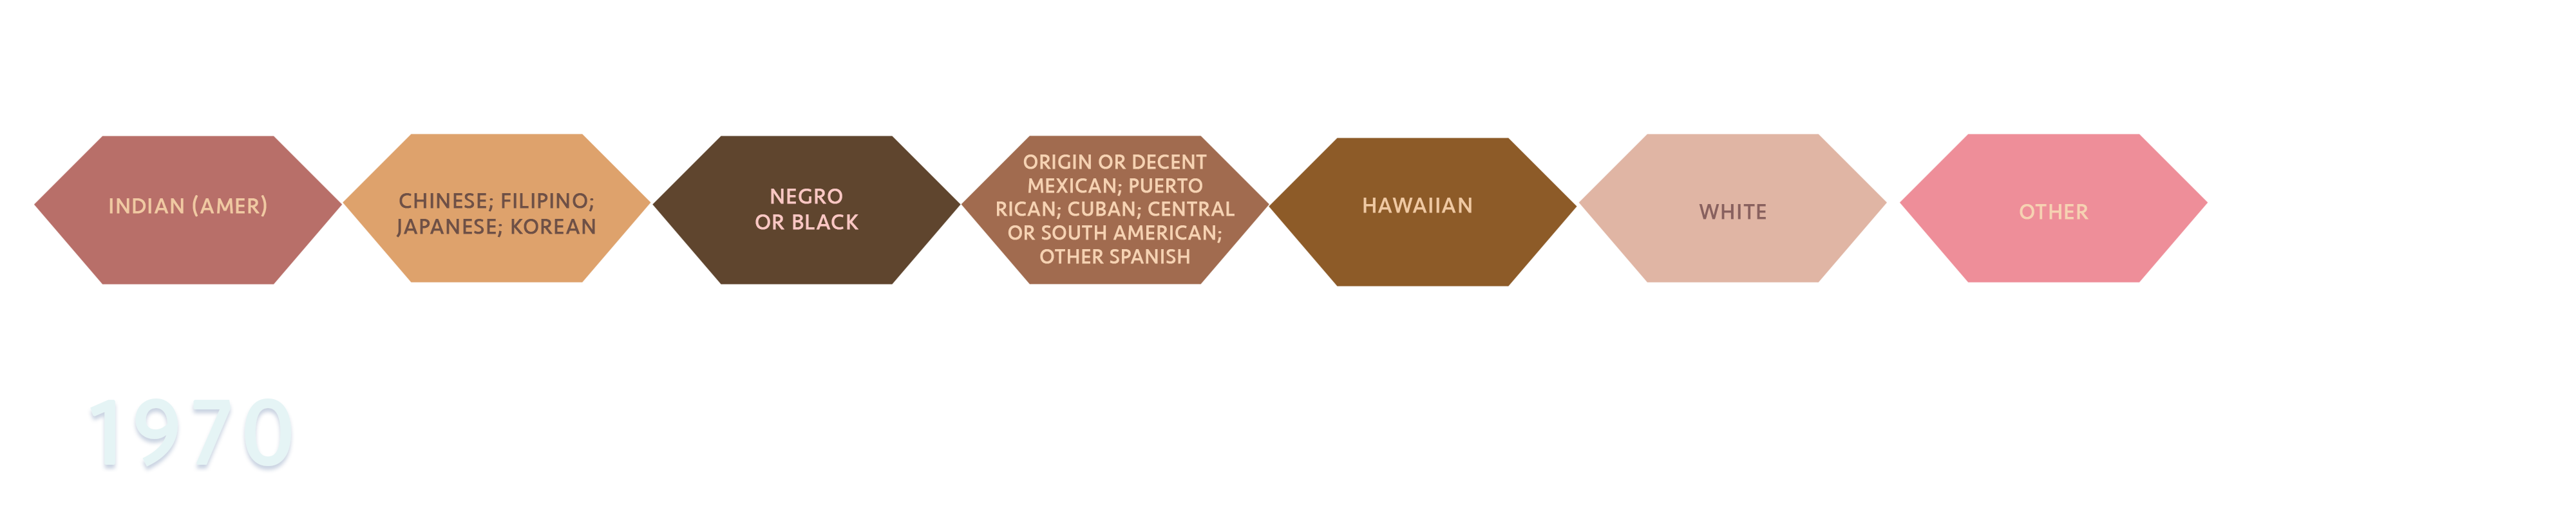 INDIAN (AMER)
CHINESE; FILIPINO;
JAPANESE; KOREAN
NEGRO
OR BLACK
ORIGIN OR DECENT
MEXICAN; PUERTO
RICAN; CUBAN; CENTRAL
OR SOUTH AMERICAN;
OTHER SPANISH
HAWAIIAN
WHITE
OTHER
1970